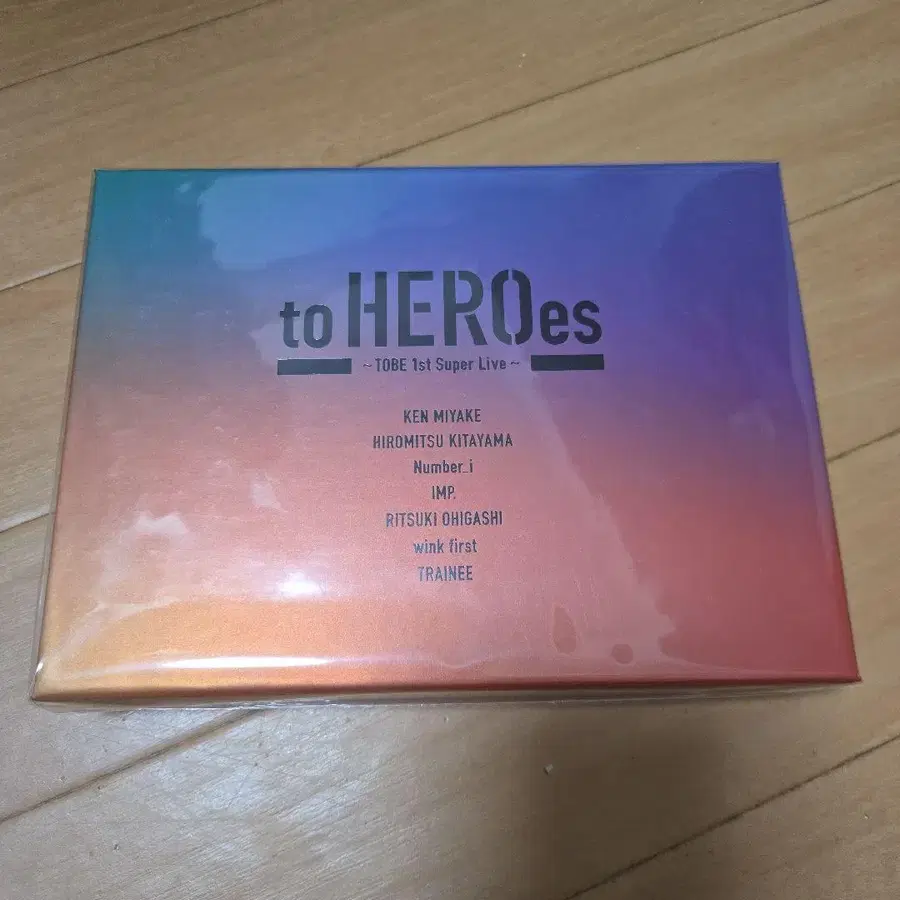 to HEROes
~ TOBE 1st Super Live ~
KEN MIYAKE
HIROMITSU KITAYAMA
Number_i
IMP.
RITSUKI OHIGASHI
wink first
TRAINEE